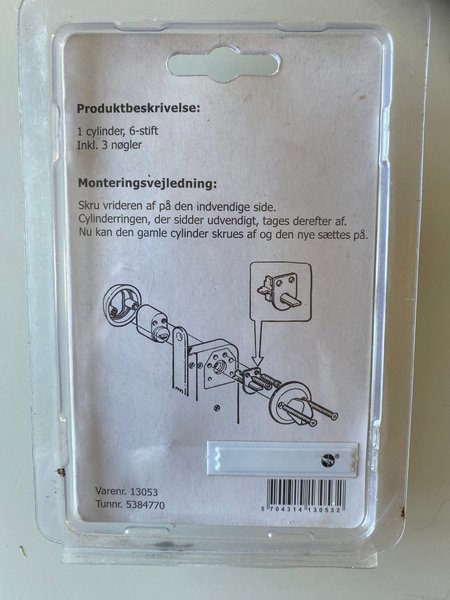 Produktbeskrivelse:
1 cylinder, 6-stift
Inkl. 3 nøgler
Monteringsvejledning:
Skru vrideren af på den indvendige side.
Cylinderringen, der sidder udvendigt, tages derefter af.
Nu kan den gamle cylinder skrues af og den nye sættes på.
Varenr. 13053
Tunnr. 5384770
5 704314 130532